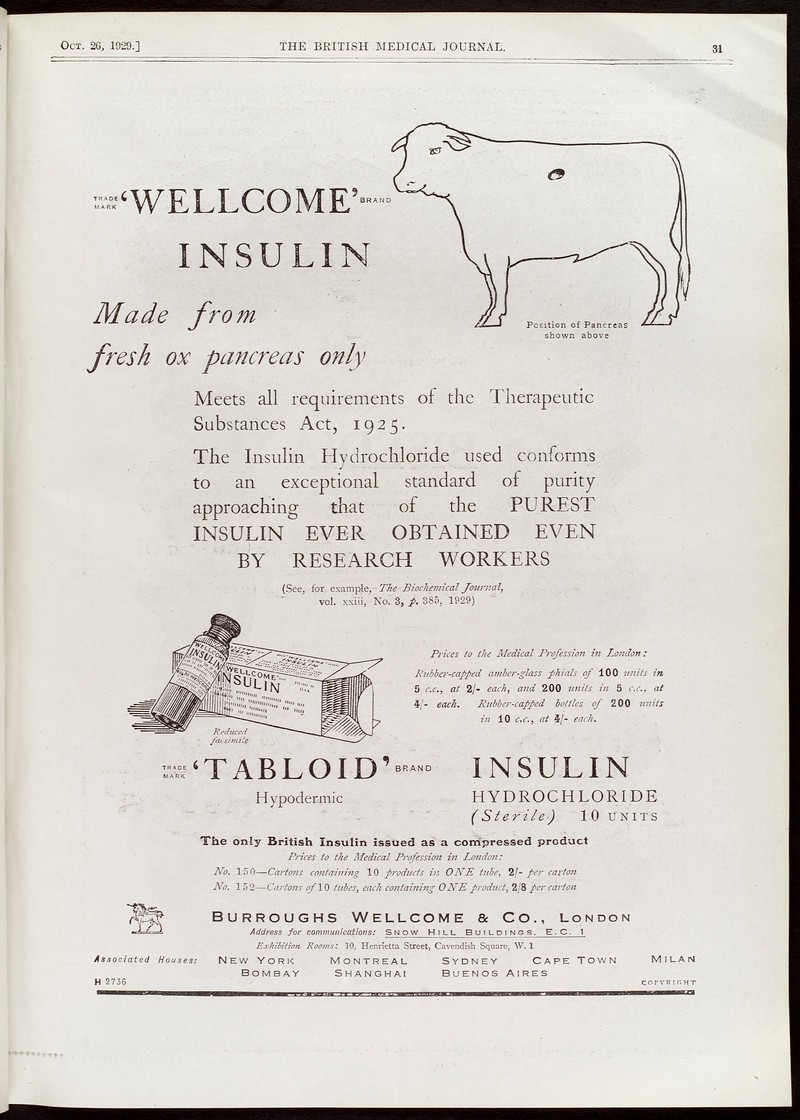 OCT. 26, 1929.]
THE BRITISH MEDICAL JOURNAL.
31
TRADE MARK ‘WELLCOME’ BRAND
INSULIN
Made from
fresh ox pancreas only
Position of Pancreas
shown above
Meets all requirements of the Therapeutic
Substances Act, 1925.
The Insulin Hydrochloride used conforms
to an exceptional standard of purity
approaching that of the PUREST
INSULIN EVER OBTAINED EVEN
BY RESEARCH WORKERS
(See, for example, The Biochemical Journal,
vol. xxiii, No. 3, p. 385, 1929)
WELLCOME
INSULIN
WELLCOME
INSULIN
Reduced
facsimile
Prices to the Medical Profession in London:
Rubber-capped amber-glass phials of 100 units in
5 c.c., at 2/- each, and 200 units in 5 c.c., at
4/- each. Rubber-capped bottles of 200 units
in 10 c.c., at 4/- each.
TRADE MARK ‘TABLOID’ BRAND INSULIN
Hypodermic HYDROCHLORIDE
(Sterile) 10 UNITS
The only British Insulin issued as a compressed product
Prices to the Medical Profession in London:
No. 150—Cartons containing 10 products in ONE tube, 2/- per carton
No. 152—Cartons of 10 tubes, each containing ONE product, 2/8 per carton
BURROUGHS WELLCOME & CO., LONDON
Address for communications: SNOW HILL BUILDINGS, E.C. 1
Exhibition Rooms: 10, Henrietta Street, Cavendish Square, W. 1
Associated Houses: NEW YORK MONTREAL SYDNEY CAPE TOWN MILAN
BOMBAY SHANGHAI BUENOS AIRES
H 2736
COPYRIGHT